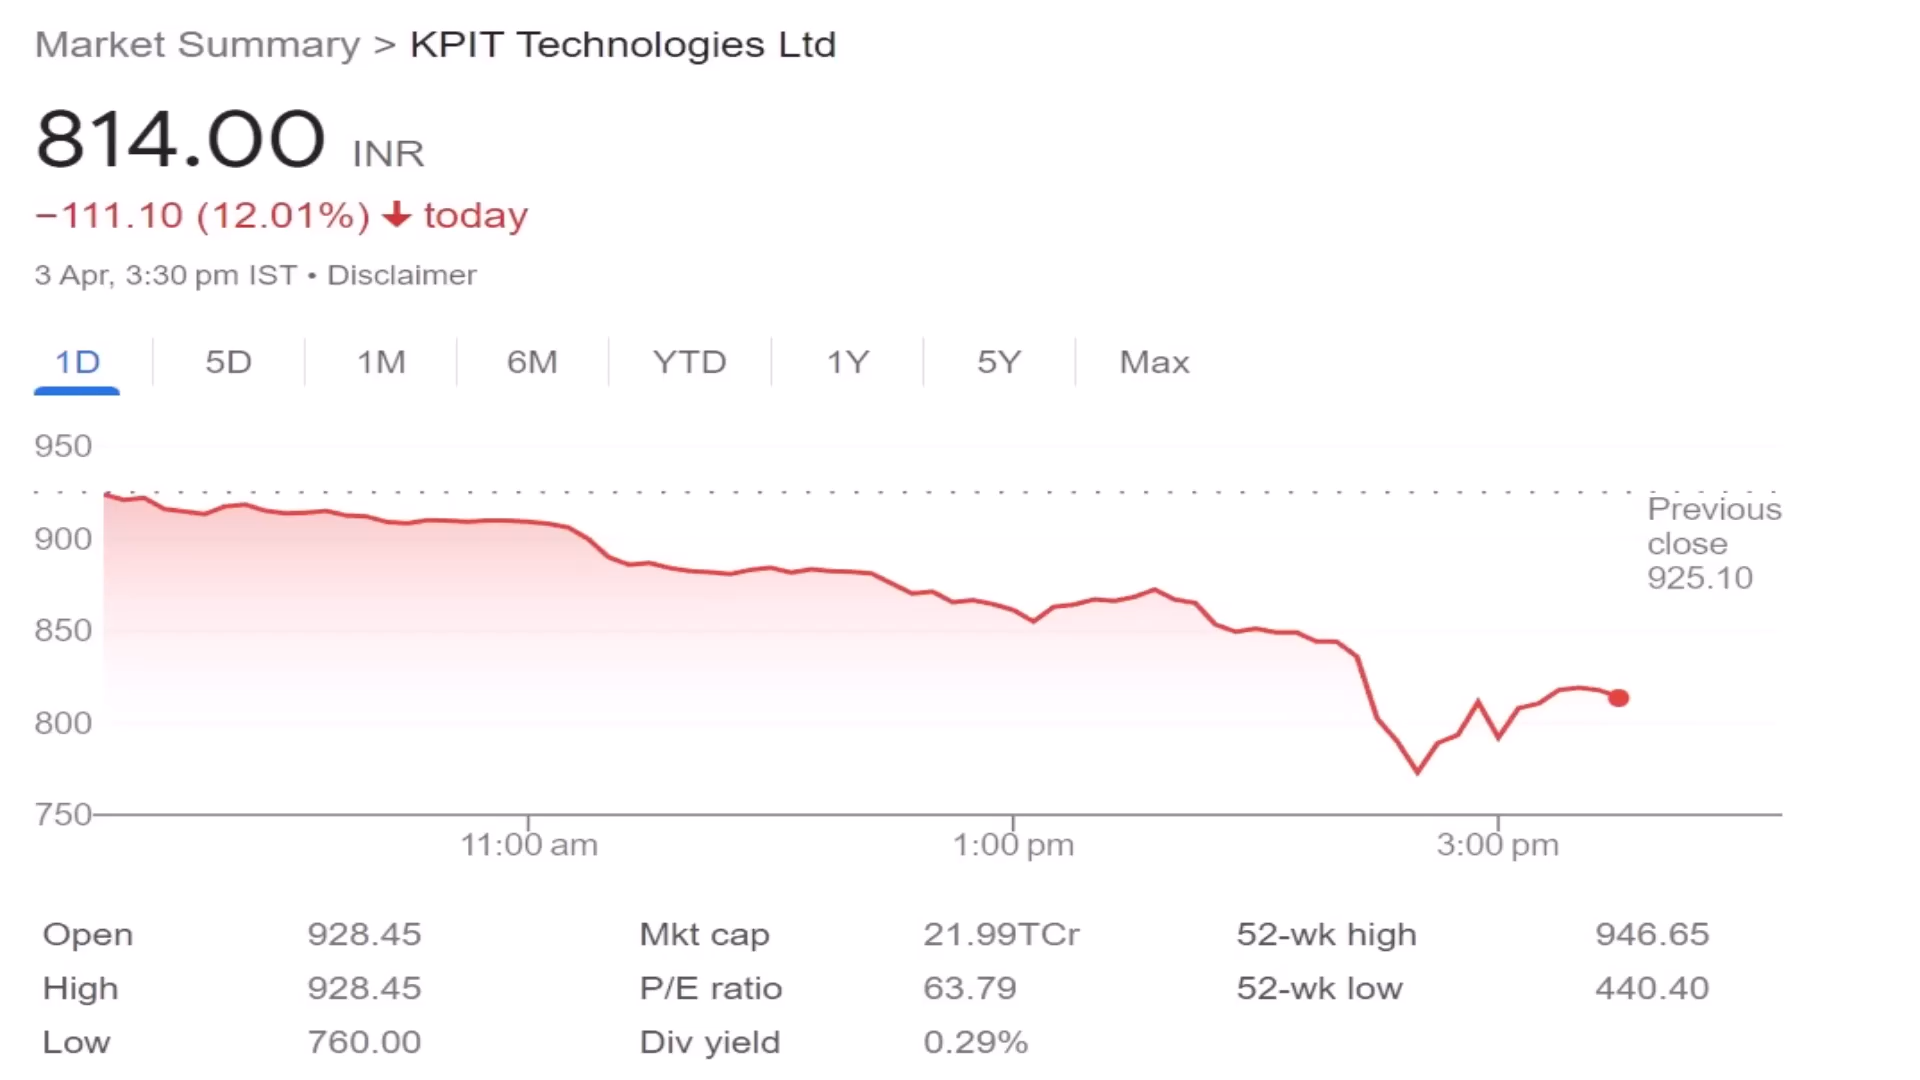 Market Summary > KPIT Technologies Ltd
814.00 INR
−111.10 (12.01%) ↓ today
3 Apr, 3:30 pm IST • Disclaimer
1D 5D 1M 6M YTD 1Y 5Y Max
950
900
850
800
750
Previous
close
925.10
11:00 am 1:00 pm 3:00 pm
Open 928.45 Mkt cap 21.99TCr 52-wk high 946.65
High 928.45 P/E ratio 63.79 52-wk low 440.40
Low 760.00 Div yield 0.29%